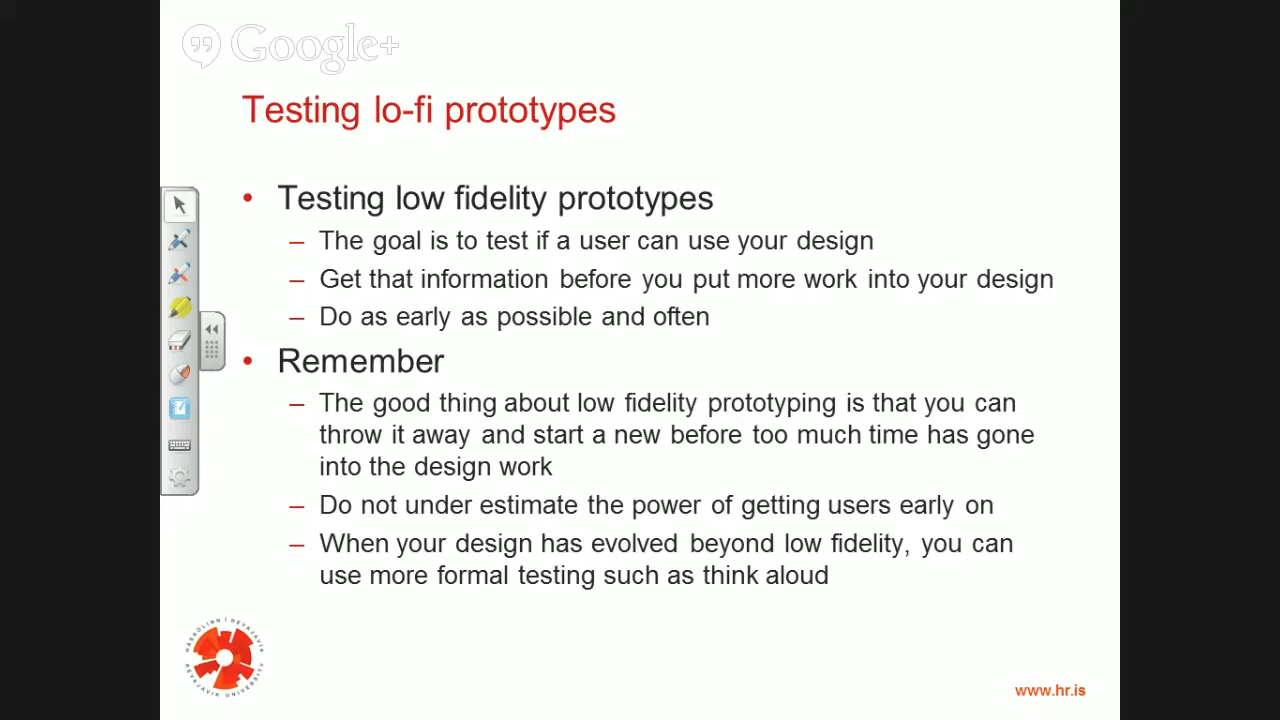 Google+
Testing lo-fi prototypes
• Testing low fidelity prototypes
– The goal is to test if a user can use your design
– Get that information before you put more work into your design
– Do as early as possible and often
• Remember
– The good thing about low fidelity prototyping is that you can
throw it away and start a new before too much time has gone
into the design work
– Do not under estimate the power of getting users early on
– When your design has evolved beyond low fidelity, you can
use more formal testing such as think aloud
HÁSKÓLINN Í REYKJAVÍK
REYKJAVIK UNIVERSITY
www.hr.is